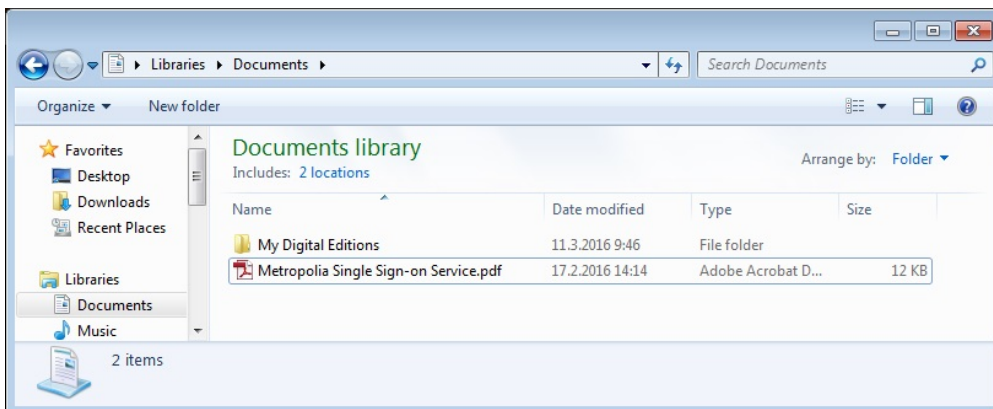 Libraries Documents
Search Documents
Organize New folder
Favorites
Desktop
Downloads
Recent Places
Libraries
Documents
Music
Documents library
Includes: 2 locations
Arrange by: Folder
Name Date modified Type Size
My Digital Editions 11.3.2016 9:46 File folder
Metropolia Single Sign-on Service.pdf 17.2.2016 14:14 Adobe Acrobat D... 12 KB
2 items